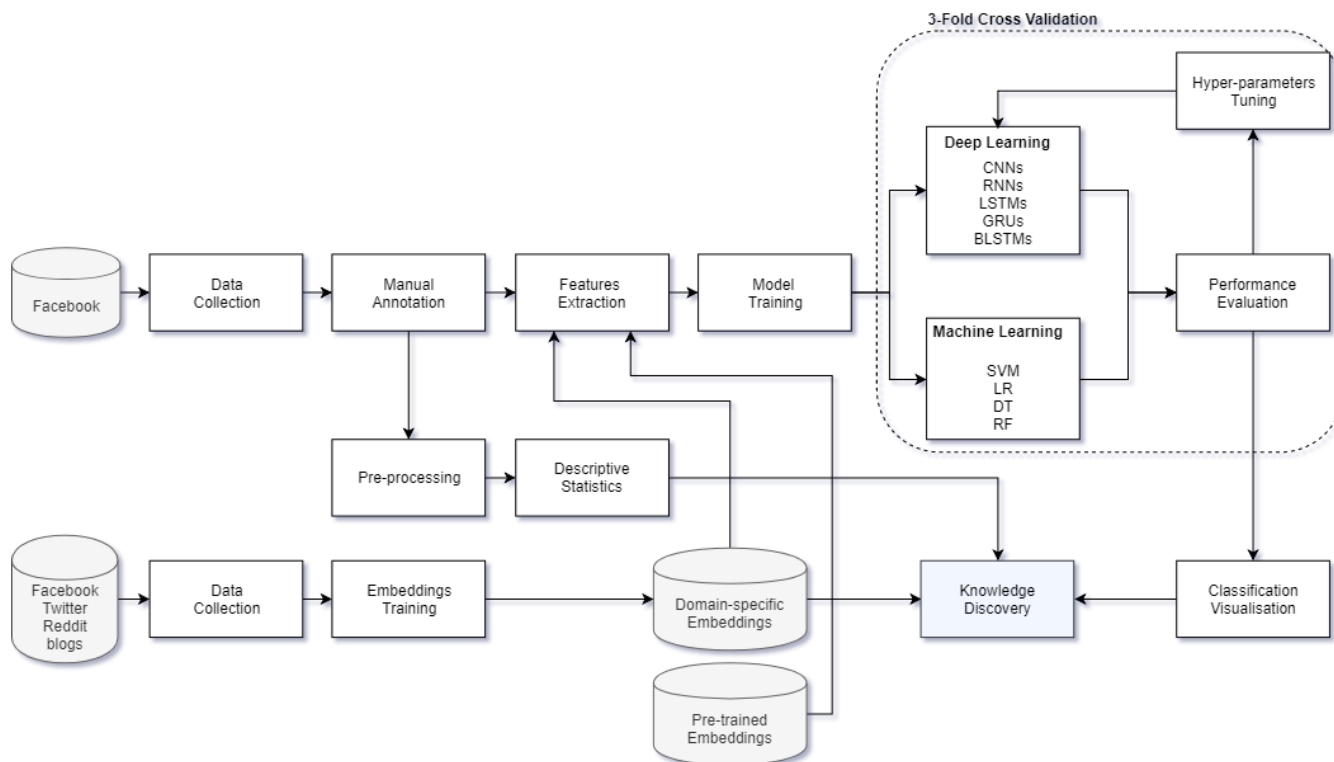 3-Fold Cross Validation
Hyper-parameters
Tuning
Deep Learning
CNNs
RNNs
LSTMs
GRUs
BLSTMs
Facebook
Data
Collection
Manual
Annotation
Features
Extraction
Model
Training
Performance
Evaluation
Machine Learning
SVM
LR
DT
RF
Pre-processing
Descriptive
Statistics
Facebook
Twitter
Reddit
blogs
Data
Collection
Embeddings
Training
Domain-specific
Embeddings
Knowledge
Discovery
Classification
Visualisation
Pre-trained
Embeddings